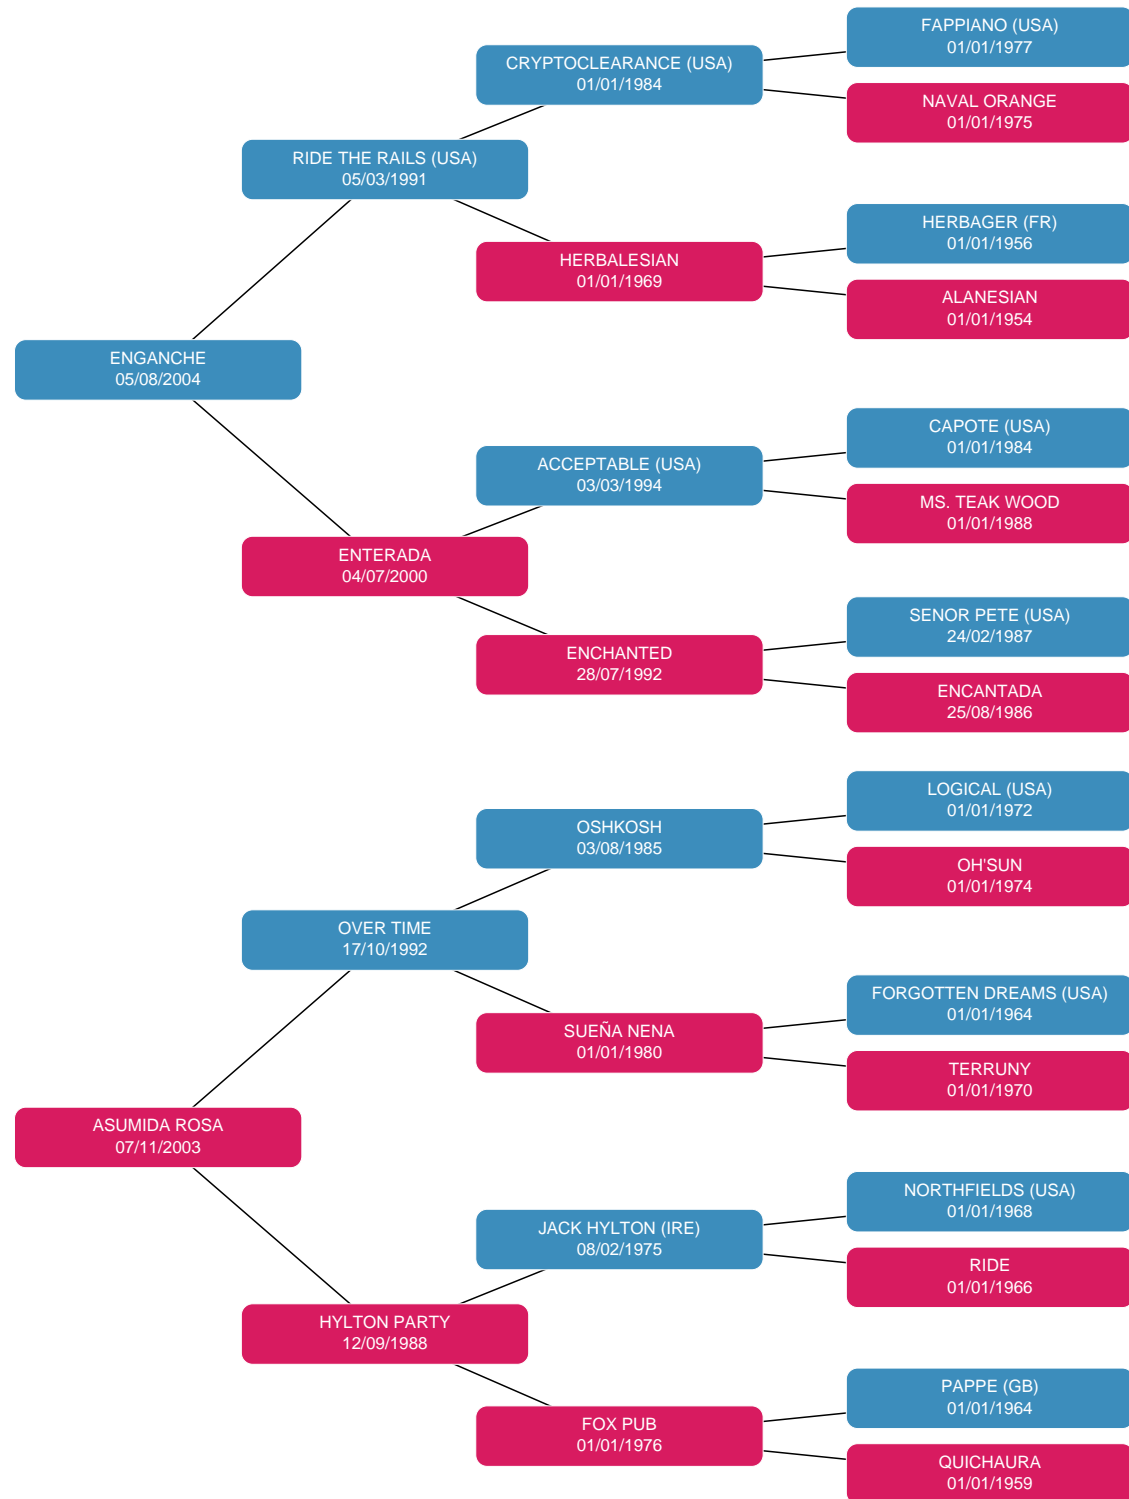 FAPPIANO (USA)
01/01/1977
CRYPTOCLEARANCE (USA)
01/01/1984
NAVAL ORANGE
01/01/1975
RIDE THE RAILS (USA)
05/03/1991
HERBAGER (FR)
01/01/1956
HERBALESIAN
01/01/1969
ALANESIAN
01/01/1954
ENGANCHE
05/08/2004
CAPOTE (USA)
01/01/1984
ACCEPTABLE (USA)
03/03/1994
MS. TEAK WOOD
01/01/1988
ENTERADA
04/07/2000
SENOR PETE (USA)
24/02/1987
ENCHANTED
28/07/1992
ENCANTADA
25/08/1986
LOGICAL (USA)
01/01/1972
OSHKOSH
03/08/1985
OH'SUN
01/01/1974
OVER TIME
17/10/1992
FORGOTTEN DREAMS (USA)
01/01/1964
SUEÑA NENA
01/01/1980
TERRUNY
01/01/1970
ASUMIDA ROSA
07/11/2003
NORTHFIELDS (USA)
01/01/1968
JACK HYLTON (IRE)
08/02/1975
RIDE
01/01/1966
HYLTON PARTY
12/09/1988
PAPPE (GB)
01/01/1964
FOX PUB
01/01/1976
QUICHAURA
01/01/1959